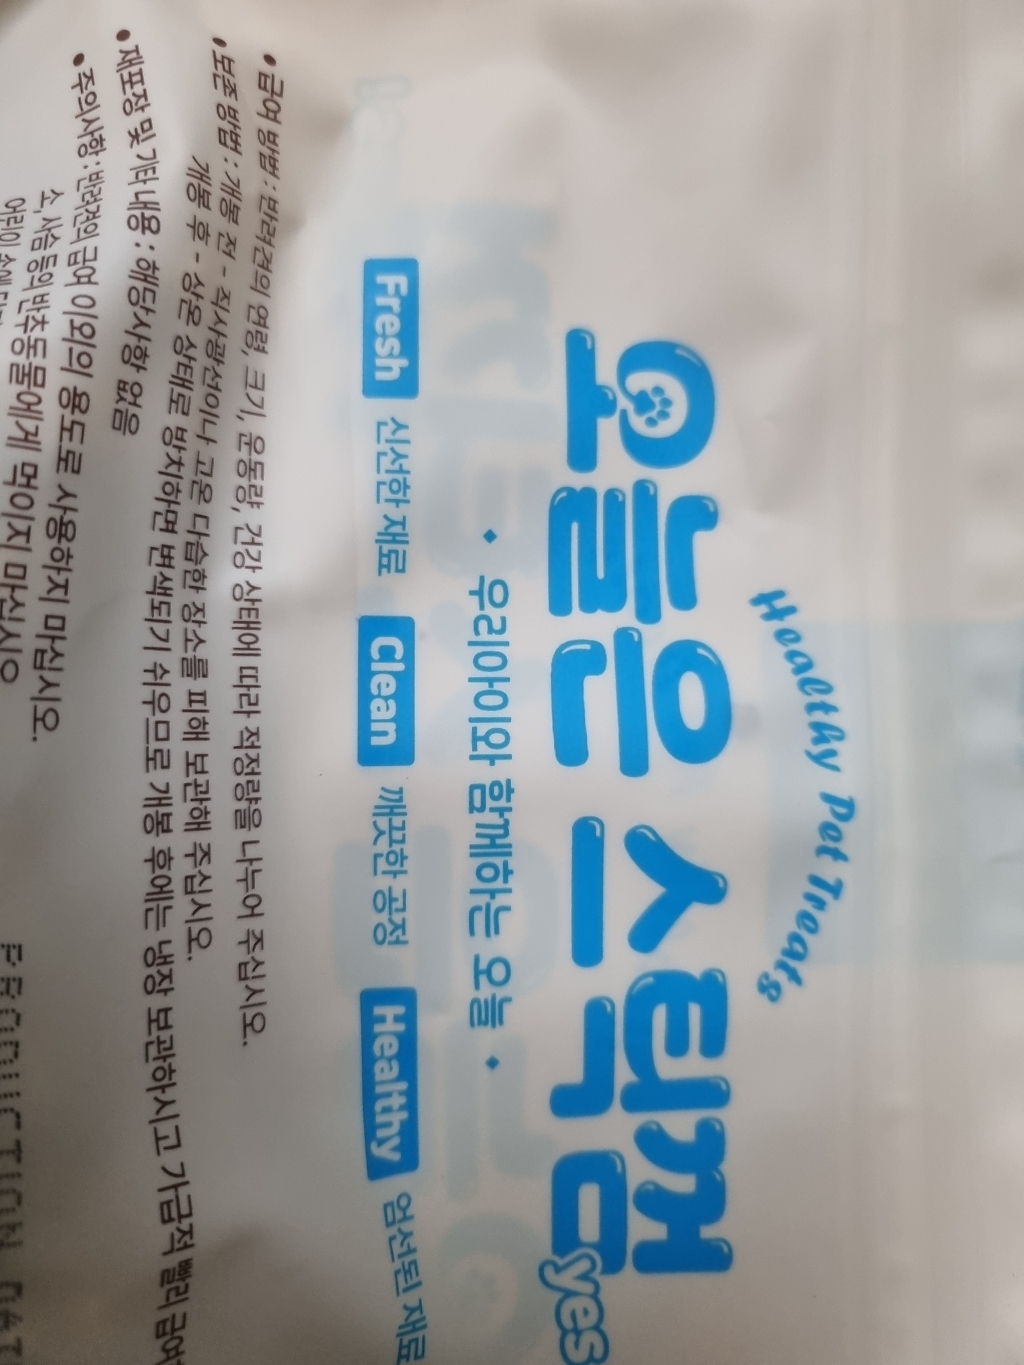 Healthy Pet Treats
오늘은 스틱껌
yes
우리아이와 함께하는 오늘
Fresh 신선한 재료 Clean 깨끗한 공정 Healthy 엄선된 재료
• 급여 방법 : 반려견의 연령, 크기, 운동량, 건강 상태에 따라 적정량을 나누어 주십시오.
• 보존 방법 : 개봉 전 - 직사광선이나 고온 다습한 장소를 피해 보관해 주십시오.
개봉 후 - 상온 상태로 방치하면 변색되기 쉬우므로 개봉 후에는 냉장 보관하시고 가급적 빨리 급여
• 재포장 및 기타내용 : 해당사항 없음
• 주의사항 : 반려견의 급여 이외의 용도로 사용하지 마십시오.
소, 사슴 등의 반추동물에게 먹이지 마십시오
어린이 손에
PRODUCTION DAT